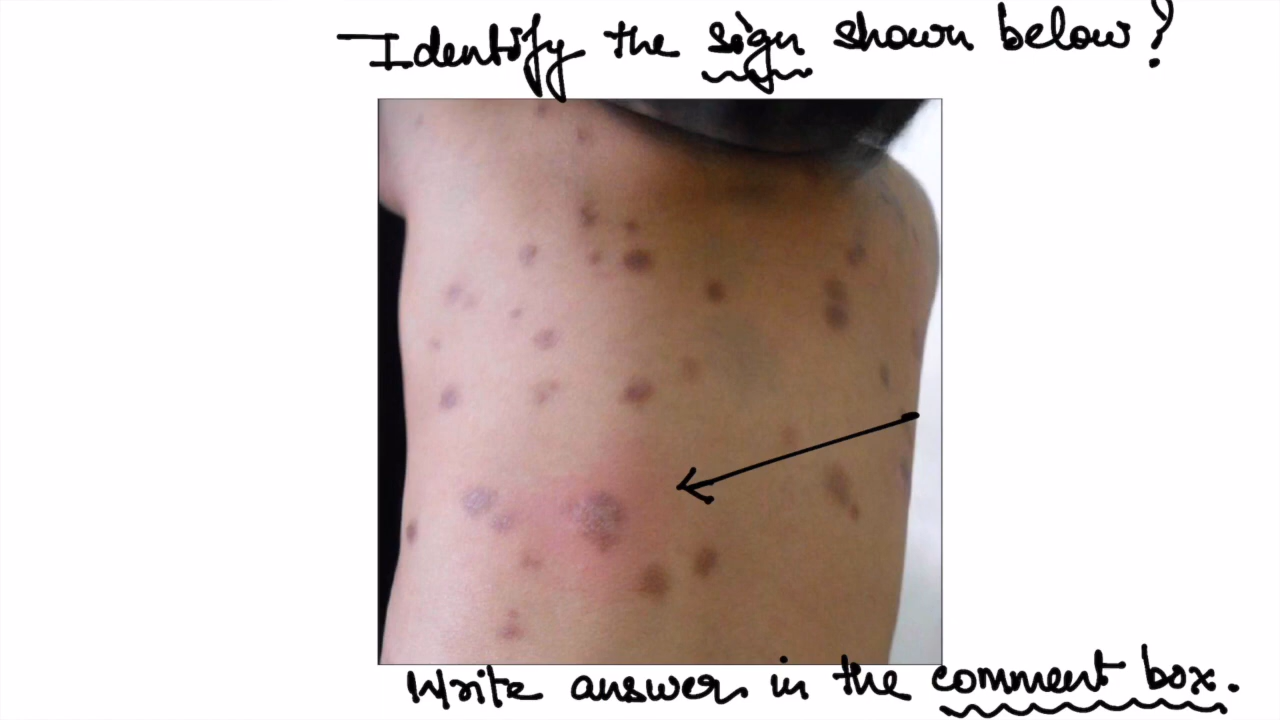 Identify the sign shown below?
Write answer in the comment box.